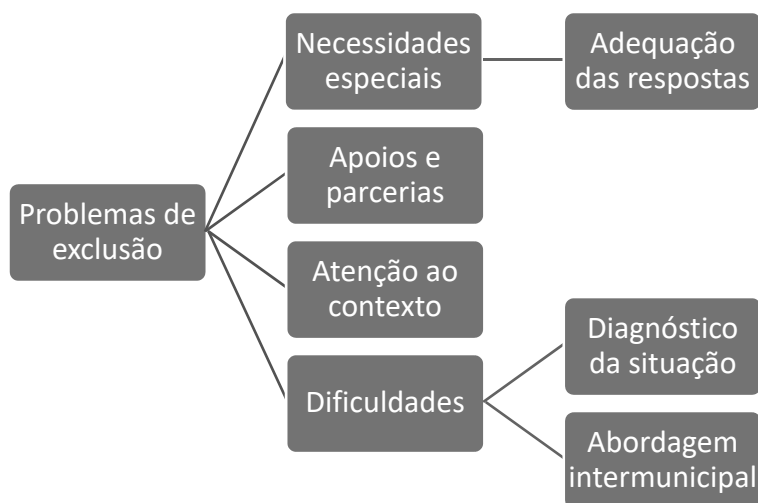 Problemas de
exclusão
Necessidades
especiais
Adequação
das respostas
Apoios e
parcerias
Atenção ao
contexto
Dificuldades
Diagnóstico
da situação
Abordagem
intermunicipal